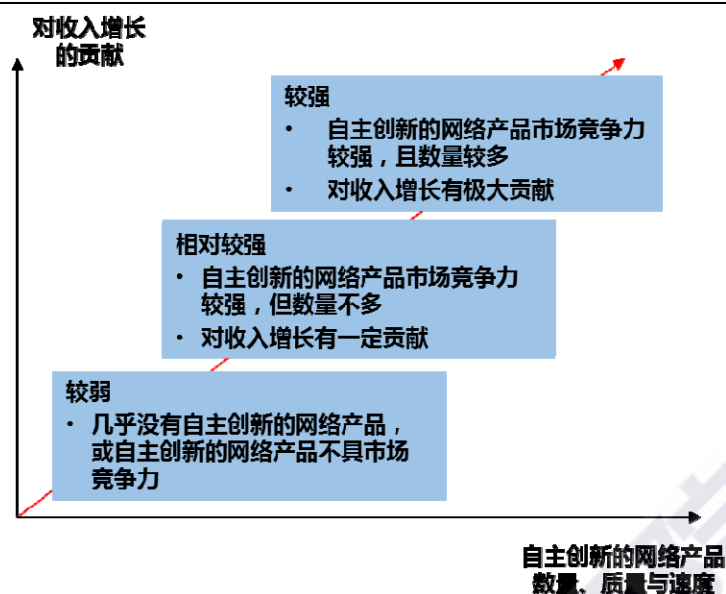 对收入增长
的贡献
较强
• 自主创新的网络产品市场竞争力
较强，且数量较多
• 对收入增长有极大贡献
相对较强
• 自主创新的网络产品市场竞争力
较强，但数量不多
• 对收入增长有一定贡献
较弱
• 几乎没有自主创新的网络产品，
或自主创新的网络产品不具市场
竞争力
自主创新的网络产品
数量、质量与速度